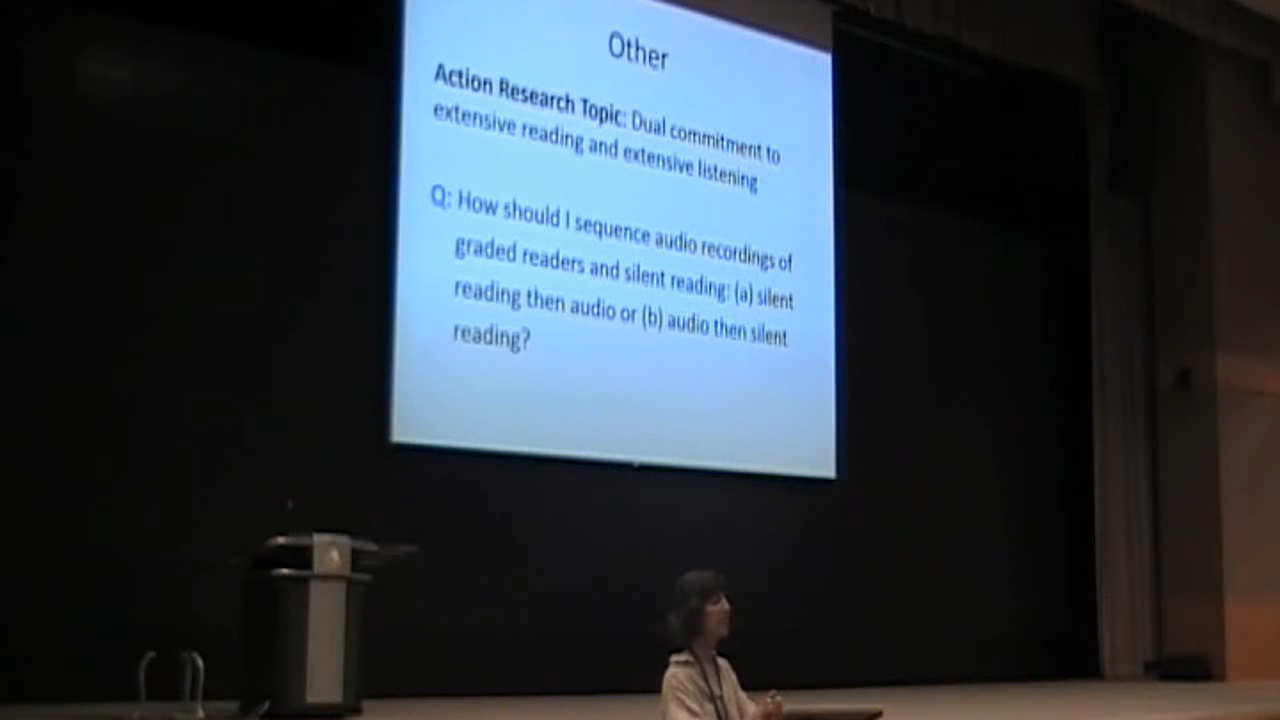 Other
Action Research Topic: Dual commitment to
extensive reading and extensive listening
Q: How should I sequence audio recordings of
graded readers and silent reading: (a) silent
reading then audio or (b) audio then silent
reading?